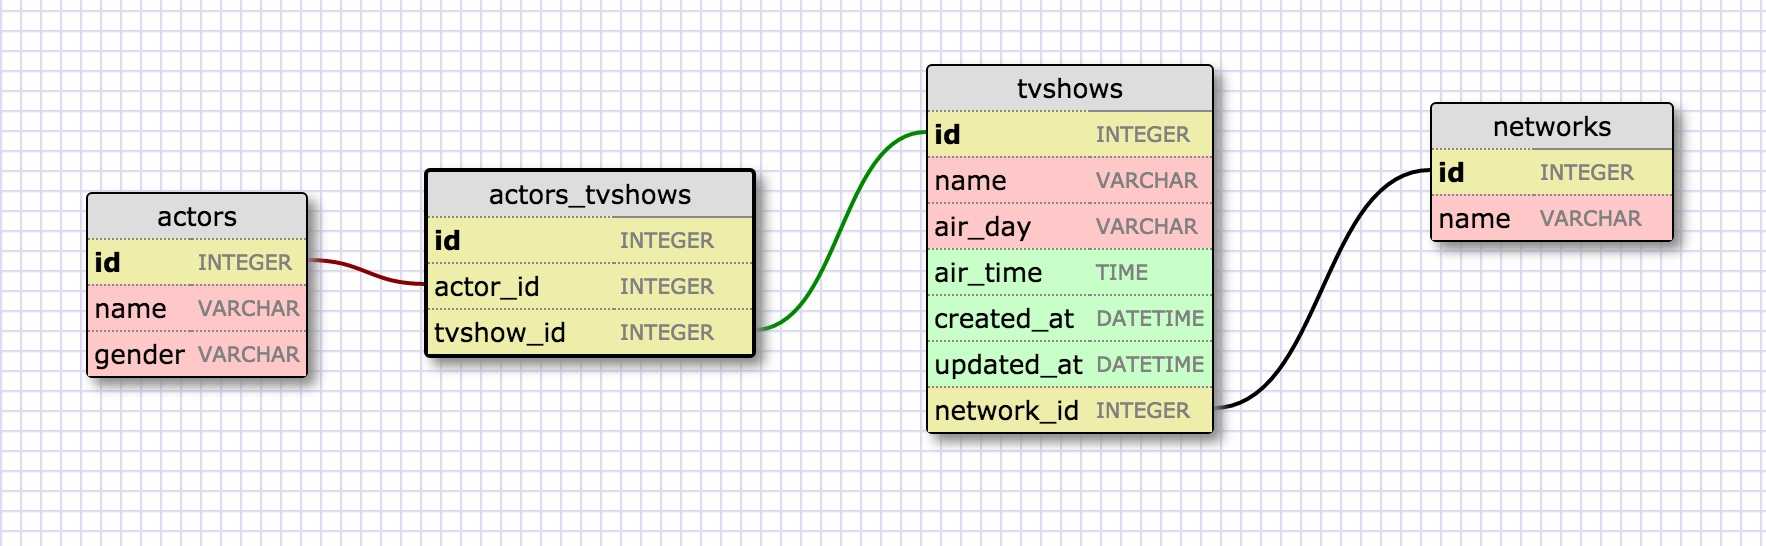 actors
id INTEGER
name VARCHAR
gender VARCHAR
actors_tvshows
id INTEGER
actor_id INTEGER
tvshow_id INTEGER
tvshows
id INTEGER
name VARCHAR
air_day VARCHAR
air_time TIME
created_at DATETIME
updated_at DATETIME
network_id INTEGER
networks
id INTEGER
name VARCHAR